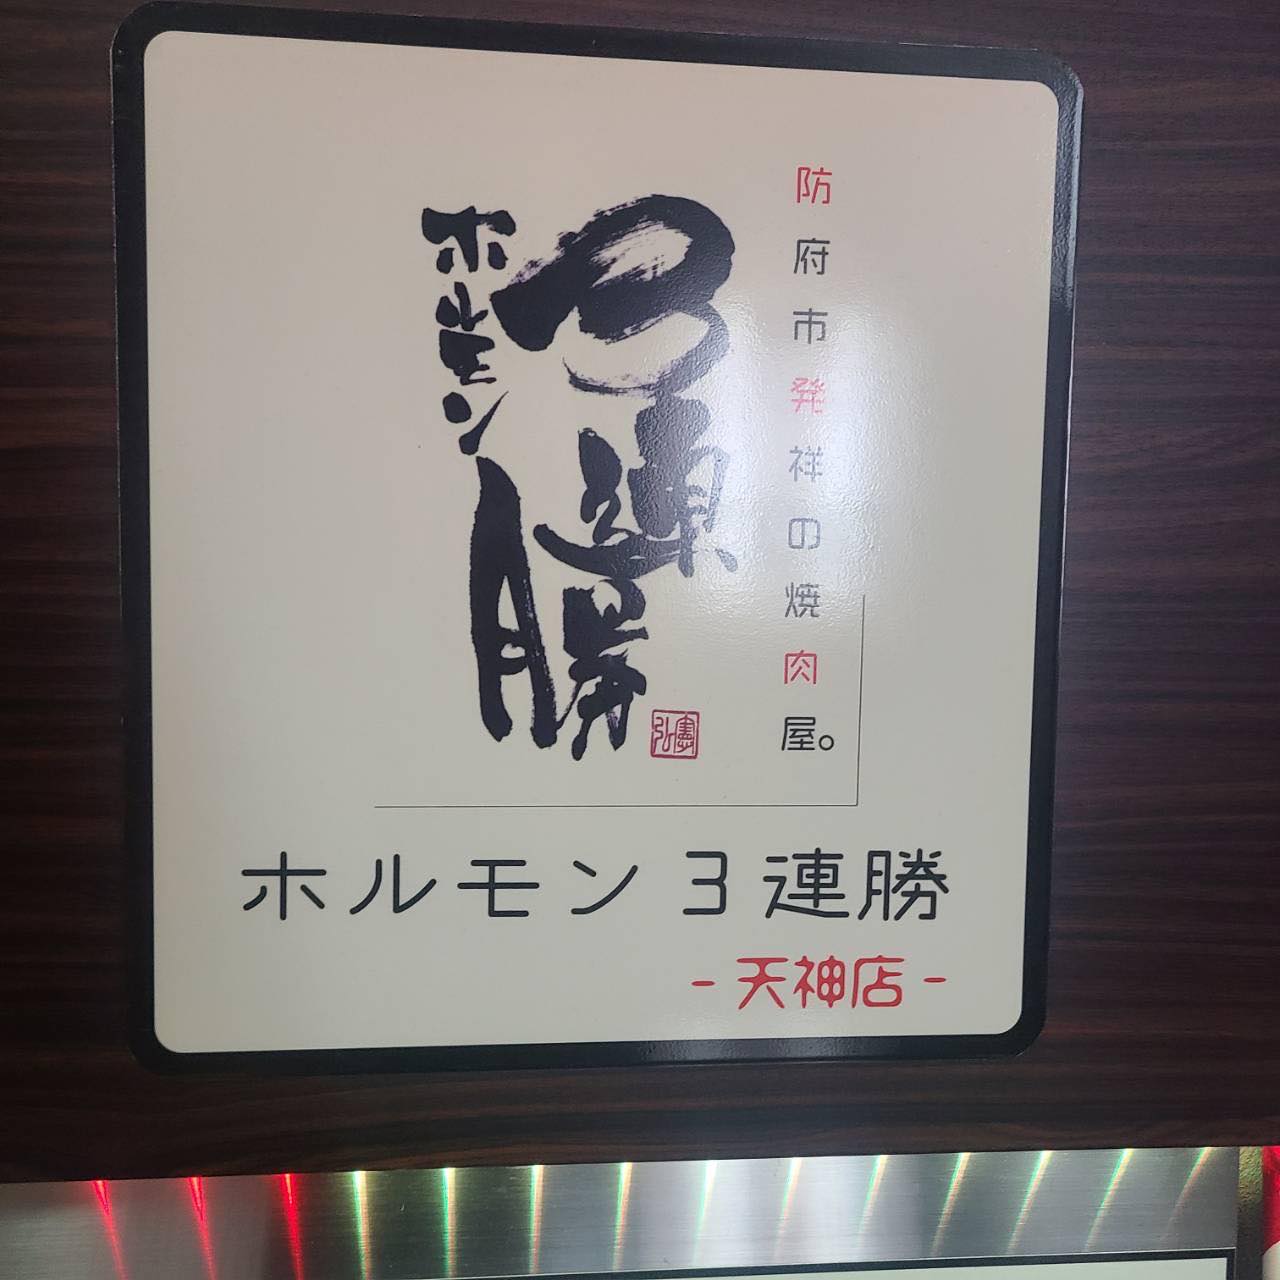 防府市発祥の焼肉屋。
3連勝
ホルモン
ホルモン3連勝
-天神店-